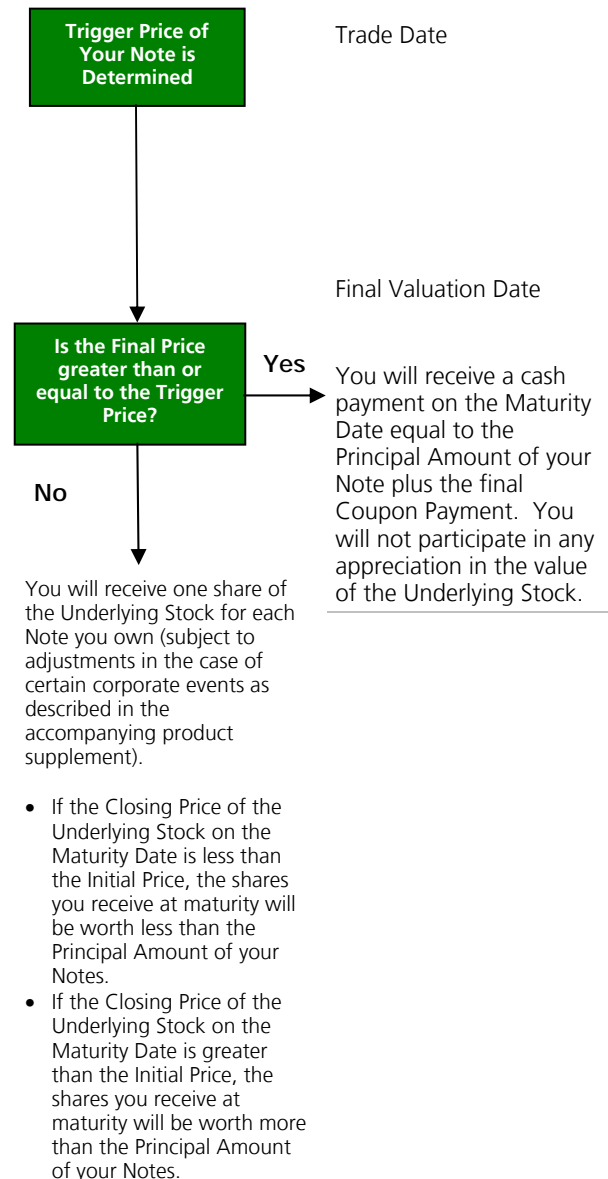 Trigger Price of
Your Note is
Determined
Trade Date
Final Valuation Date
Is the Final Price
greater than or
equal to the Trigger
Price?
Yes
You will receive a cash
payment on the Maturity
Date equal to the
Principal Amount of your
Note plus the final
Coupon Payment.  You
will not participate in any
appreciation in the value
of the Underlying Stock.
No
You will receive one share of
the Underlying Stock for each
Note you own (subject to
adjustments in the case of
certain corporate events as
described in the
accompanying product
supplement).
• If the Closing Price of the
Underlying Stock on the
Maturity Date is less than
the Initial Price, the shares
you receive at maturity will
be worth less than the
Principal Amount of your
Notes.
• If the Closing Price of the
Underlying Stock on the
Maturity Date is greater
than the Initial Price, the
shares you receive at
maturity will be worth more
than the Principal Amount
of your Notes.